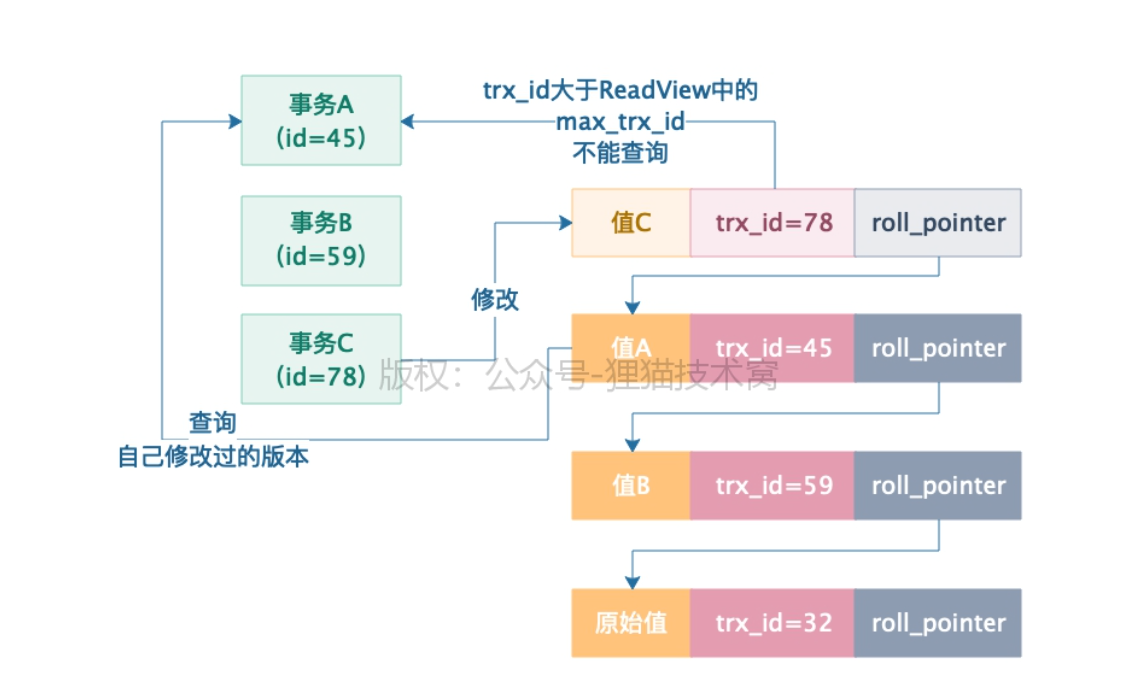 事务A
(id=45)
trx_id大于ReadView中的
max_trx_id
不能查询
事务B
(id=59)
值C
trx_id=78
roll_pointer
修改
事务C
(id=78)
值A
trx_id=45
roll_pointer
版权：公众号-狸猫技术窝
查询
自己修改过的版本
值B
trx_id=59
roll_pointer
原始值
trx_id=32
roll_pointer